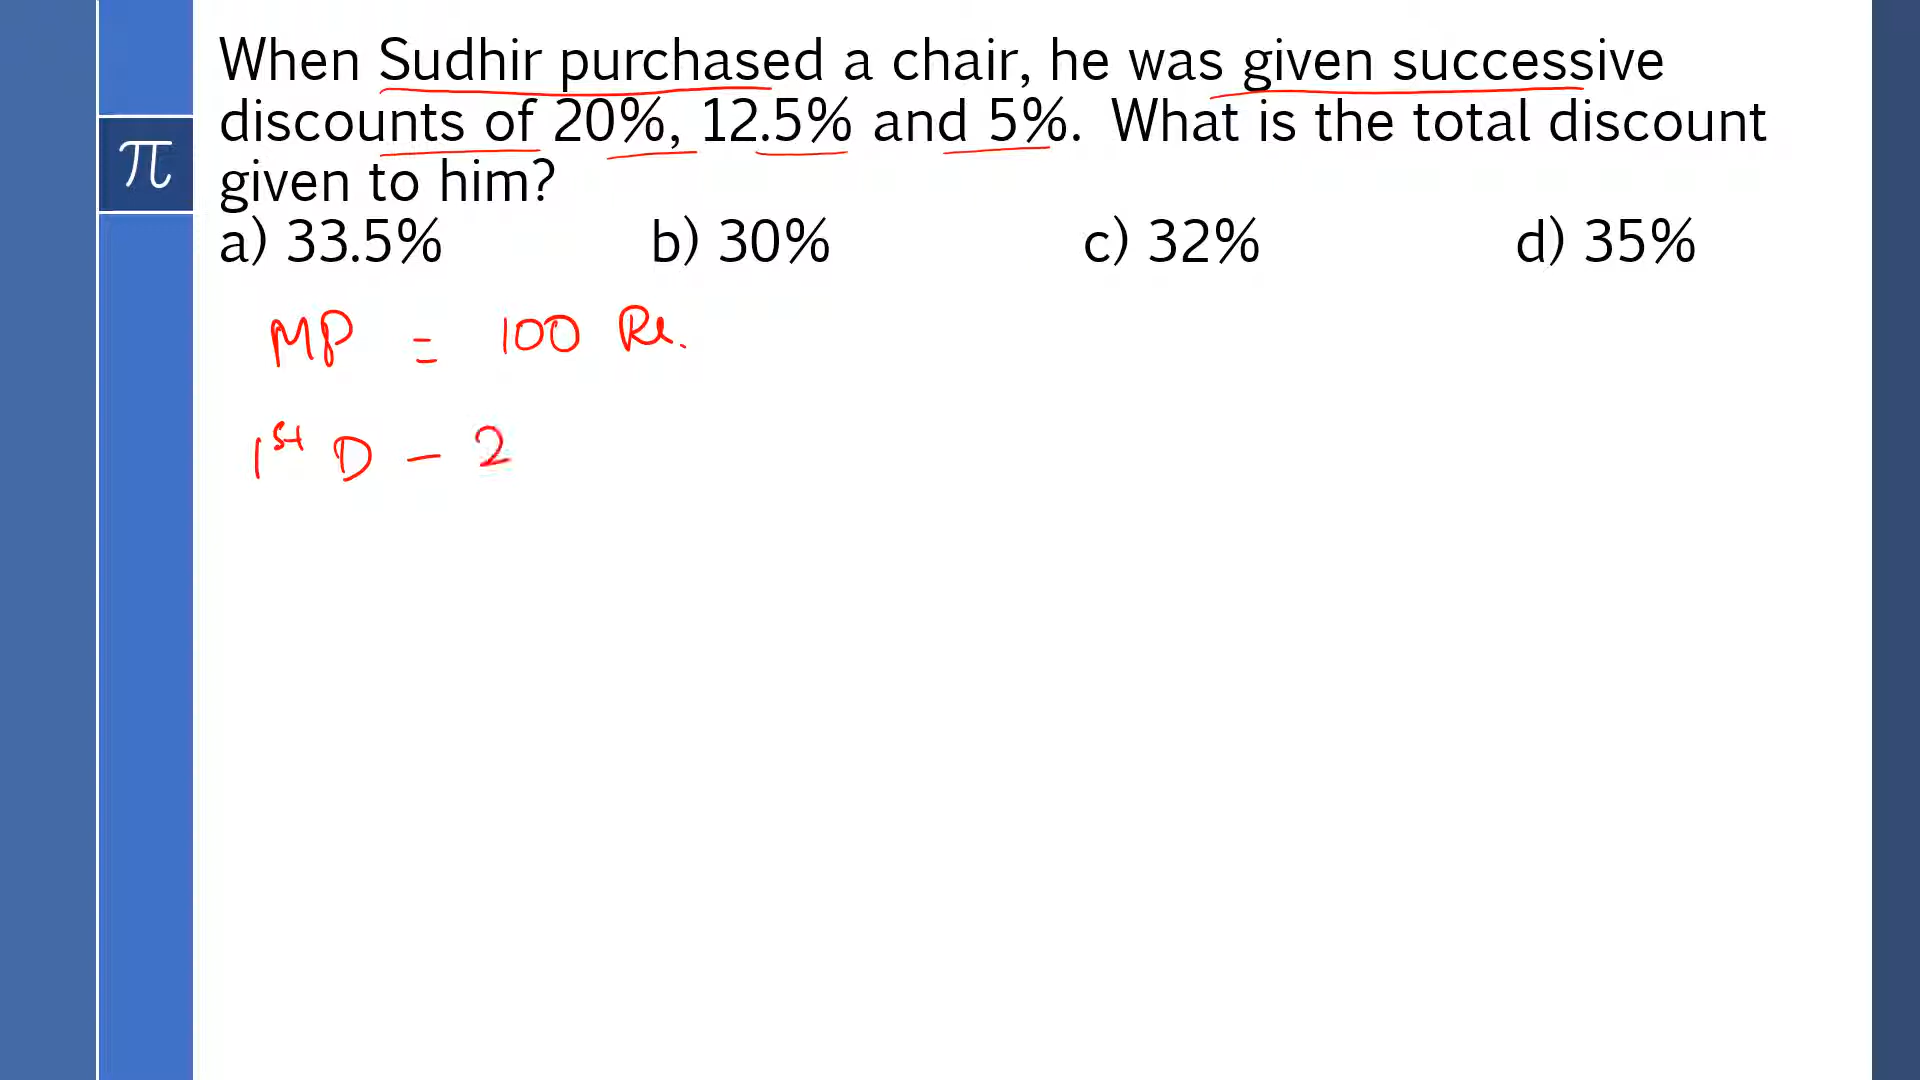 When Sudhir purchased a chair, he was given successive
discounts of 20%, 12.5% and 5%. What is the total discount
π
given to him?
a) 33.5% b) 30% c) 32% d) 35%
MP = 100 Rs.
1st D - 2